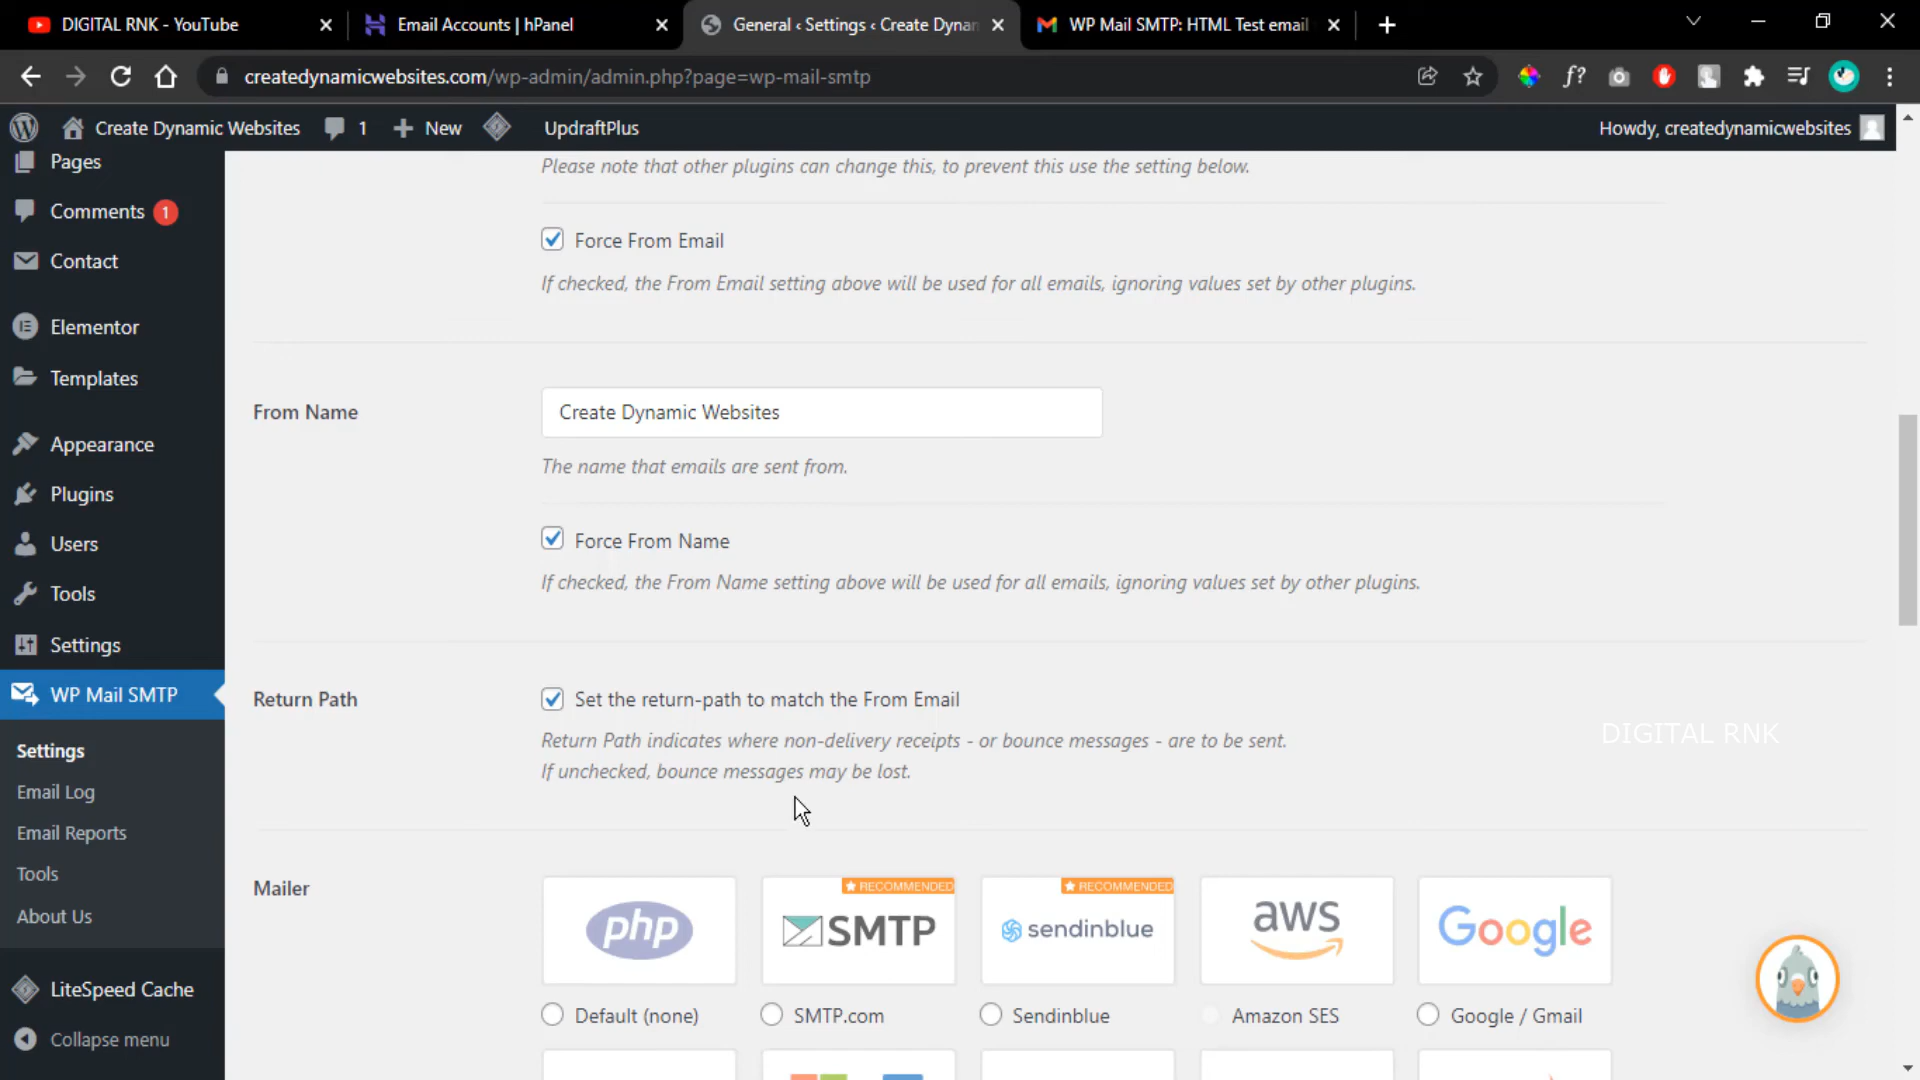 DIGITAL RNK - YouTube
Email Accounts | hPanel
General ‹ Settings ‹ Create Dynan
WP Mail SMTP: HTML Test email
createdynamicwebsites.com/wp-admin/admin.php?page=wp-mail-smtp
f?
Create Dynamic Websites
1
New
UpdraftPlus
Howdy, createdynamicwebsites
Pages
Comments 1
Contact
Elementor
Templates
Appearance
Plugins
Users
Tools
Settings
WP Mail SMTP
Settings
Email Log
Email Reports
Tools
About Us
LiteSpeed Cache
Collapse menu
Please note that other plugins can change this, to prevent this use the setting below.
Force From Email
If checked, the From Email setting above will be used for all emails, ignoring values set by other plugins.
From Name
Create Dynamic Websites
The name that emails are sent from.
Force From Name
If checked, the From Name setting above will be used for all emails, ignoring values set by other plugins.
Return Path
Set the return-path to match the From Email
Return Path indicates where non-delivery receipts - or bounce messages - are to be sent.
If unchecked, bounce messages may be lost.
DIGITAL RNK
Mailer
php
RECOMMENDED
SMTP
RECOMMENDED
sendinblue
aws
Google
Default (none)
SMTP.com
Sendinblue
Amazon SES
Google / Gmail